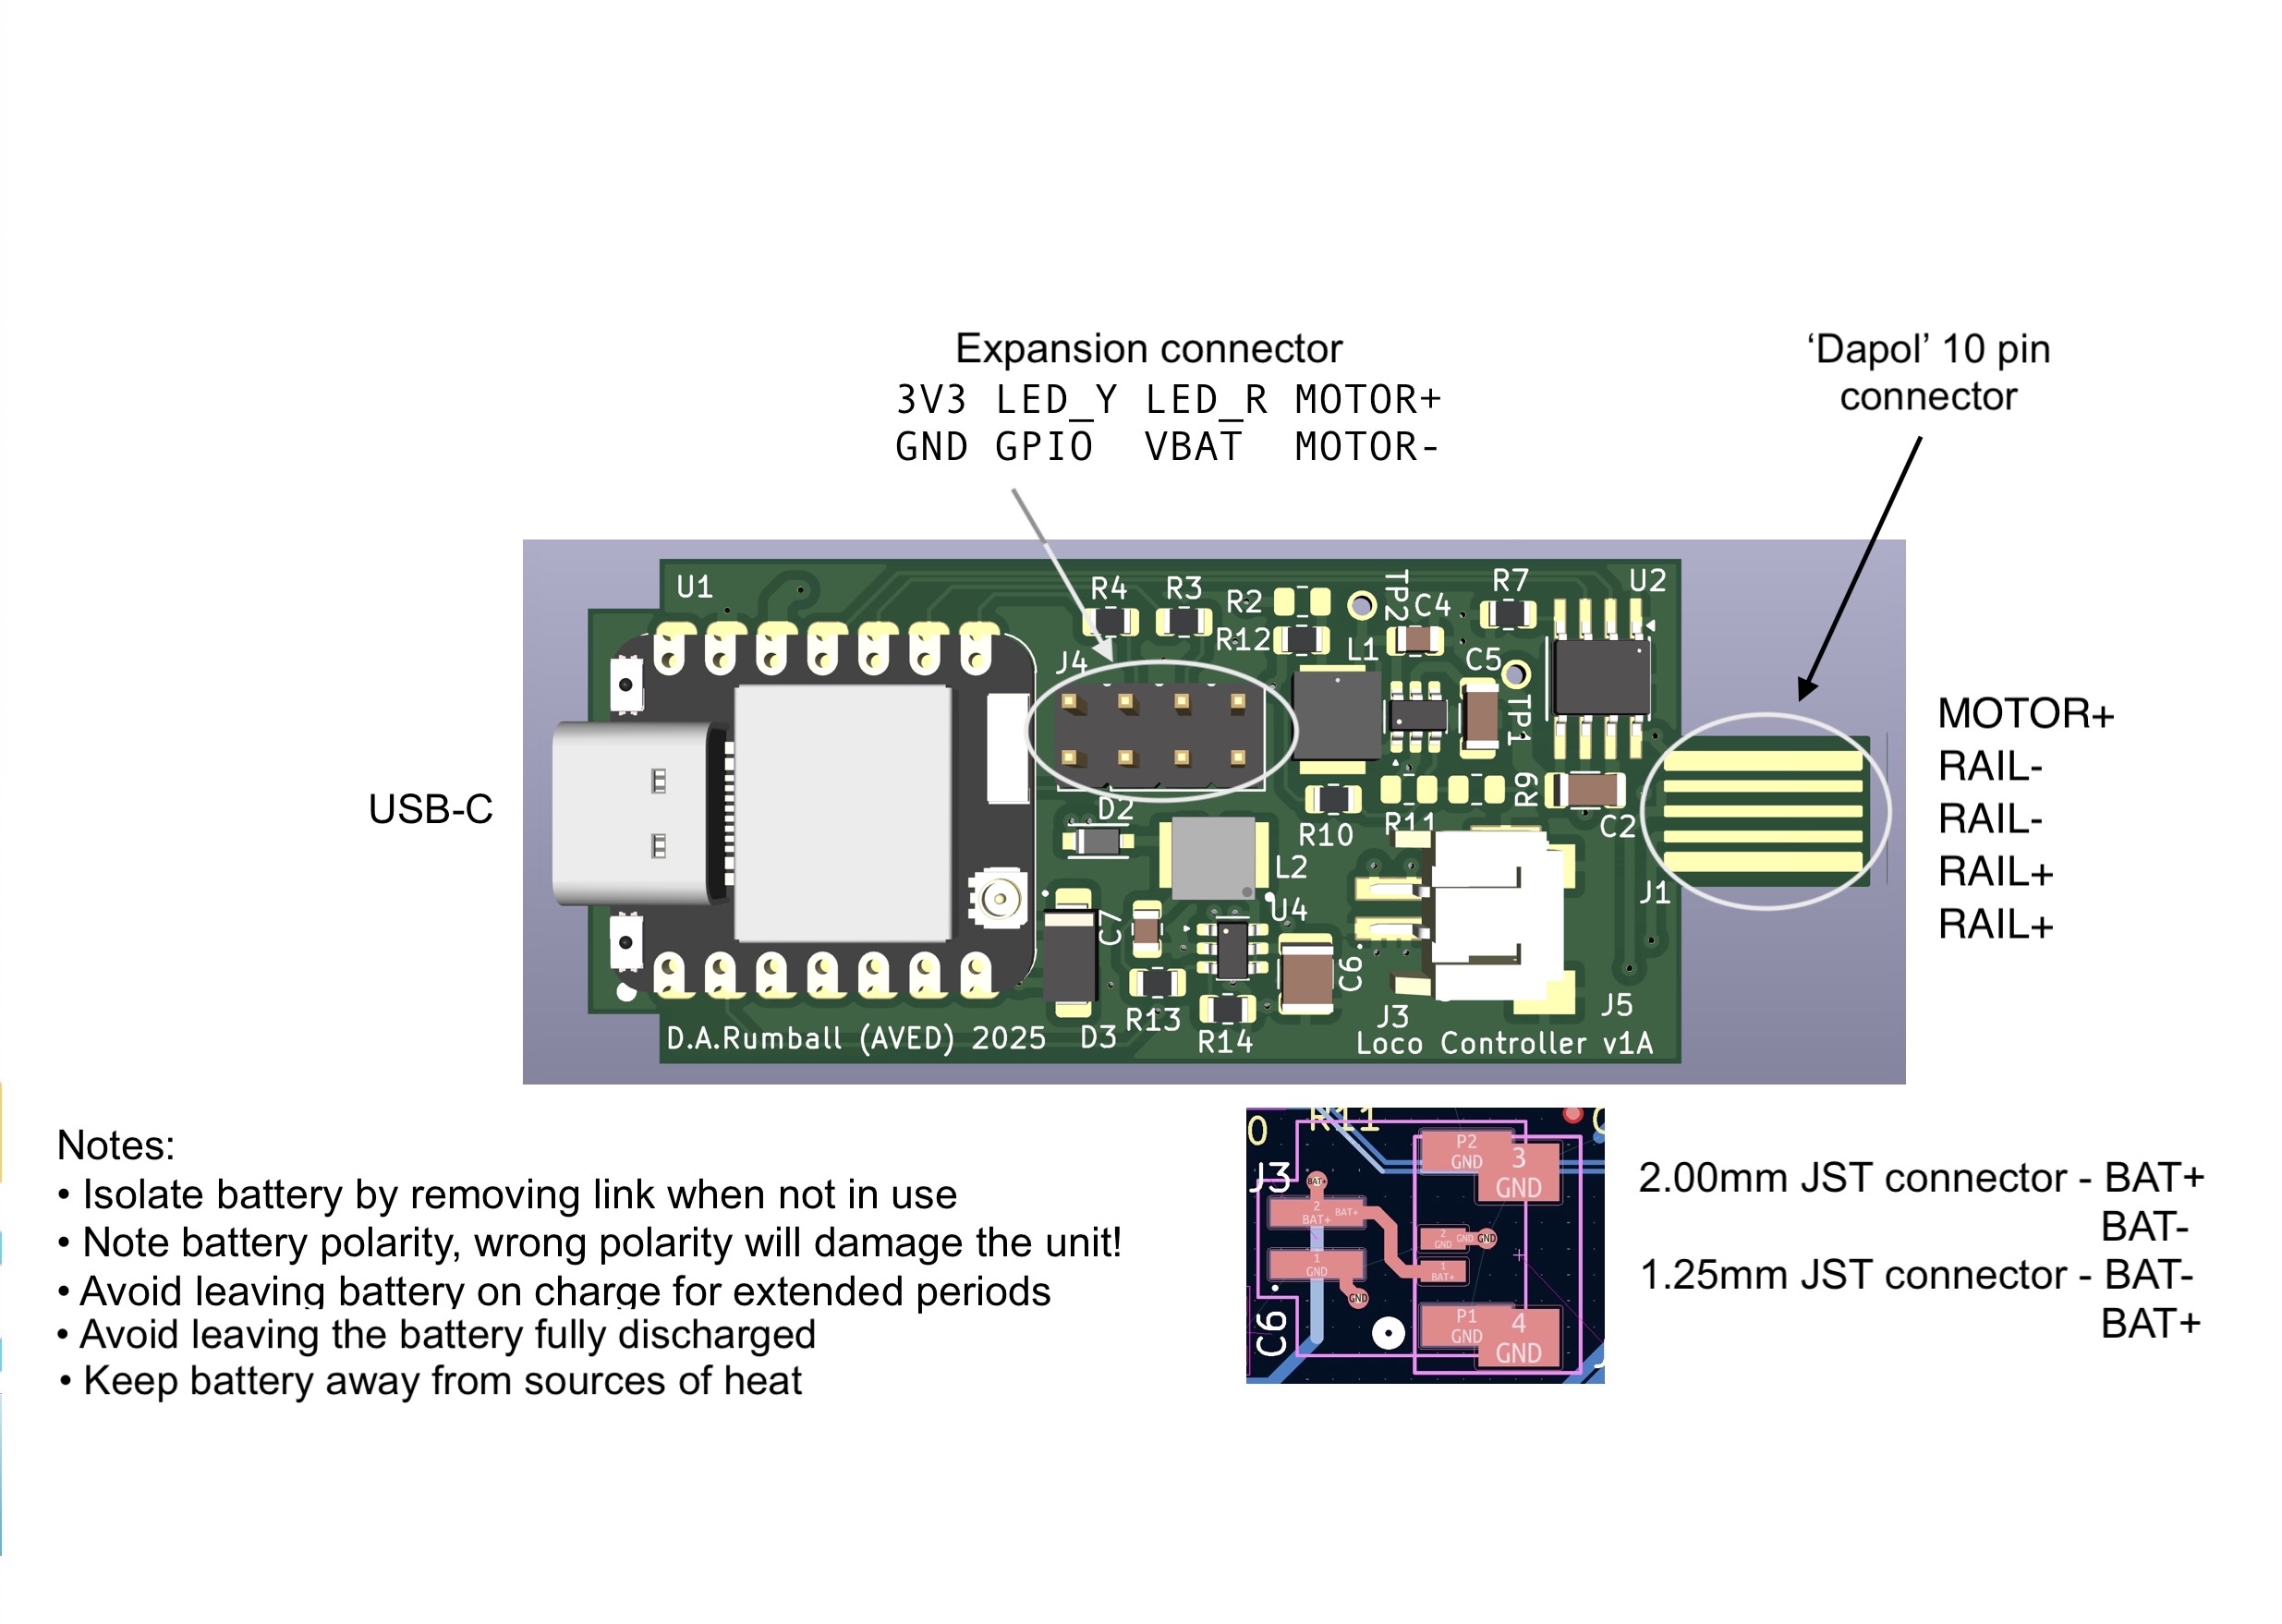 Expansion connector
3V3 LED_Y LED_R MOTOR+
GND GPIO VBAT MOTOR-
‘Dapol’ 10 pin
connector
USB-C
U1
R4
R3
R2
R12
TP2
C4
R7
U2
J4
L1
C5
TP1
D2
R10
R11
R9
C2
L2
J1
C7
U4
C6
R13
R14
D3
J3
J5
D.A.Rumball (AVED) 2025
Loco Controller v1A
MOTOR+
RAIL-
RAIL-
RAIL+
RAIL+
Notes:
• Isolate battery by removing link when not in use
• Note battery polarity, wrong polarity will damage the unit!
• Avoid leaving battery on charge for extended periods
• Avoid leaving the battery fully discharged
• Keep battery away from sources of heat
0
R11
J3
P2
GND
3
GND
BAT+
2
BAT+
BAT+
2
GND
GND
GND
1
GND
1
BAT+
GND
C6
P1
GND
4
GND
2.00mm JST connector - BAT+
BAT-
1.25mm JST connector - BAT-
BAT+